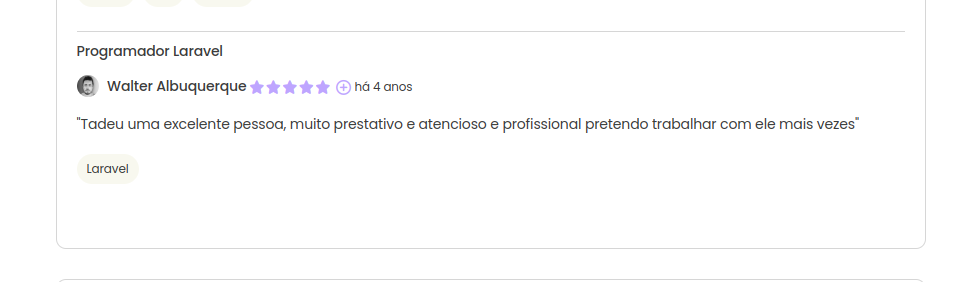 Programador Laravel
Walter Albuquerque há 4 anos
"Tadeu uma excelente pessoa, muito prestativo e atencioso e profissional pretendo trabalhar com ele mais vezes"
Laravel